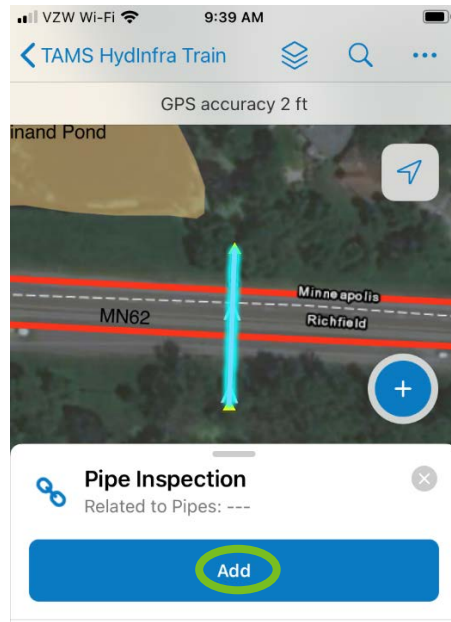 VZW Wi-Fi 9:39 AM
TAMS HydInfra Train
GPS accuracy 2 ft
inand Pond
Minneapolis
MN62
Richfield
Pipe Inspection
Related to Pipes: ---
Add